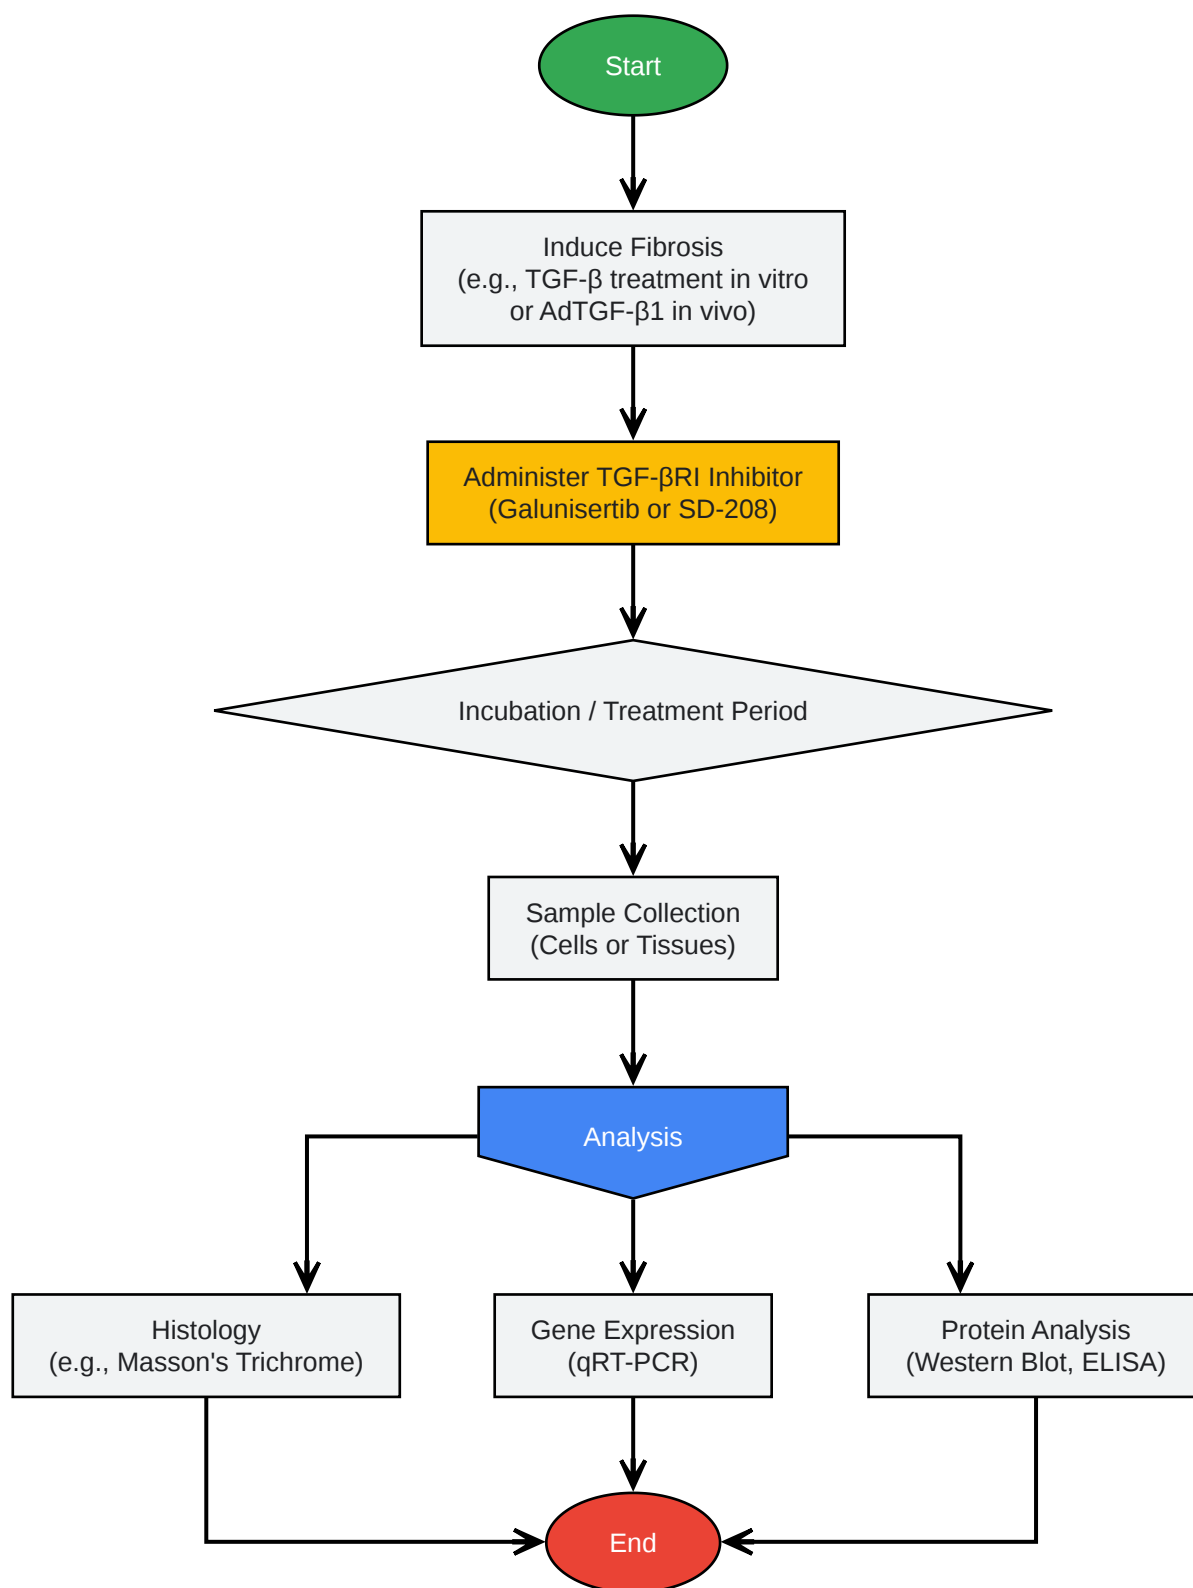 Start
Induce Fibrosis
(e.g., TGF-β treatment in vitro
or AdTGF-β1 in vivo)
Administer TGF-βRI Inhibitor
(Galunisertib or SD-208)
Incubation / Treatment Period
Sample Collection
(Cells or Tissues)
Analysis
Histology
(e.g., Masson's Trichrome)
Gene Expression
(qRT-PCR)
Protein Analysis
(Western Blot, ELISA)
End